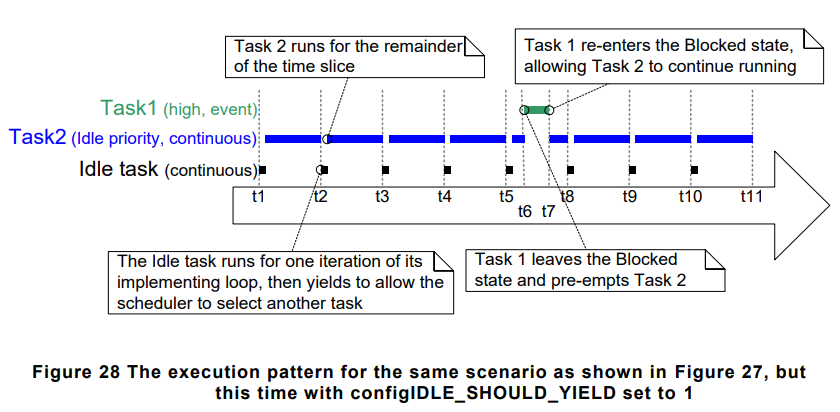 Task 2 runs for the remainder
of the time slice
Task 1 re-enters the Blocked state,
allowing Task 2 to continue running
Task1 (high, event)
Task2 (Idle priority, continuous)
Idle task (continuous)
t1 t2 t3 t4 t5 t8 t9 t10 t11
t6 t7
The Idle task runs for one iteration of its
implementing loop, then yields to allow the
scheduler to select another task
Task 1 leaves the Blocked
state and pre-empts Task 2
Figure 28 The execution pattern for the same scenario as shown in Figure 27, but
this time with configIDLE_SHOULD_YIELD set to 1